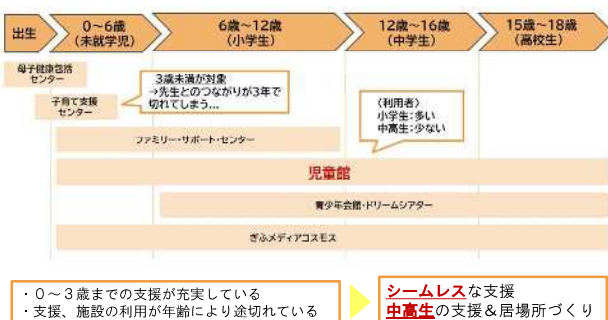 出生
0～6歳
(未就学児)
6歳～12歳
(小学生)
12歳～16歳
(中学生)
15歳～18歳
(高校生)
母子健康包括
センター
子育て支援
センター
3歳未満が対象
→先生とのつながりが3年で
切れてしまう…
〈利用者〉
小学生:多い
中高生:少ない
ファミリー・サポート・センター
児童館
青少年会館・ドリームシアター
ぎふメディアコスモス
・０～３歳までの支援が充実している
・支援、施設の利用が年齢により途切れている
シームレスな支援
中高生の支援＆居場所づくり